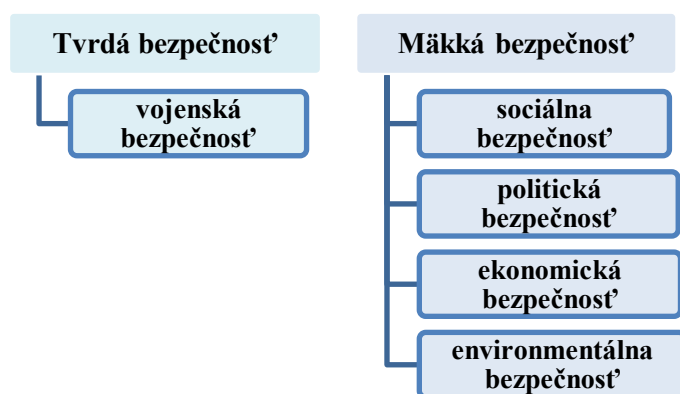 Tvrdá bezpečnosť
vojenská
bezpečnosť
Mäkká bezpečnosť
sociálna
bezpečnosť
politická
bezpečnosť
ekonomická
bezpečnosť
environmentálna
bezpečnosť